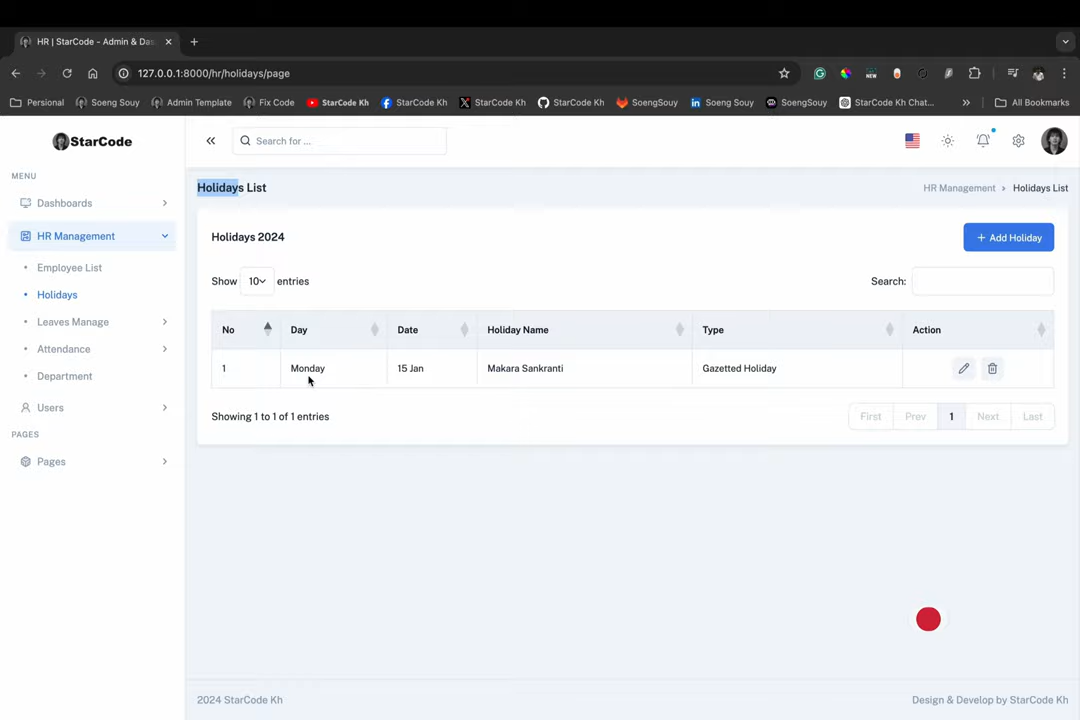 HR | StarCode - Admin & Das
127.0.0.1:8000/hr/holidays/page
Personal
Soeng Souy
Admin Template
Fix Code
StarCode Kh
StarCode Kh
StarCode Kh
StarCode Kh
SoengSouy
Soeng Souy
SoengSouy
StarCode Kh Chat...
All Bookmarks
StarCode
Search for ...
MENU
Dashboards
HR Management
Employee List
Holidays
Leaves Manage
Attendance
Department
Users
PAGES
Pages
Holidays List
HR Management
Holidays List
Holidays 2024
+ Add Holiday
Show 10 entries
Search:
No Day Date Holiday Name Type Action
1 Monday 15 Jan Makara Sankranti Gazetted Holiday
Showing 1 to 1 of 1 entries
First Prev 1 Next Last
2024 StarCode Kh
Design & Develop by StarCode Kh